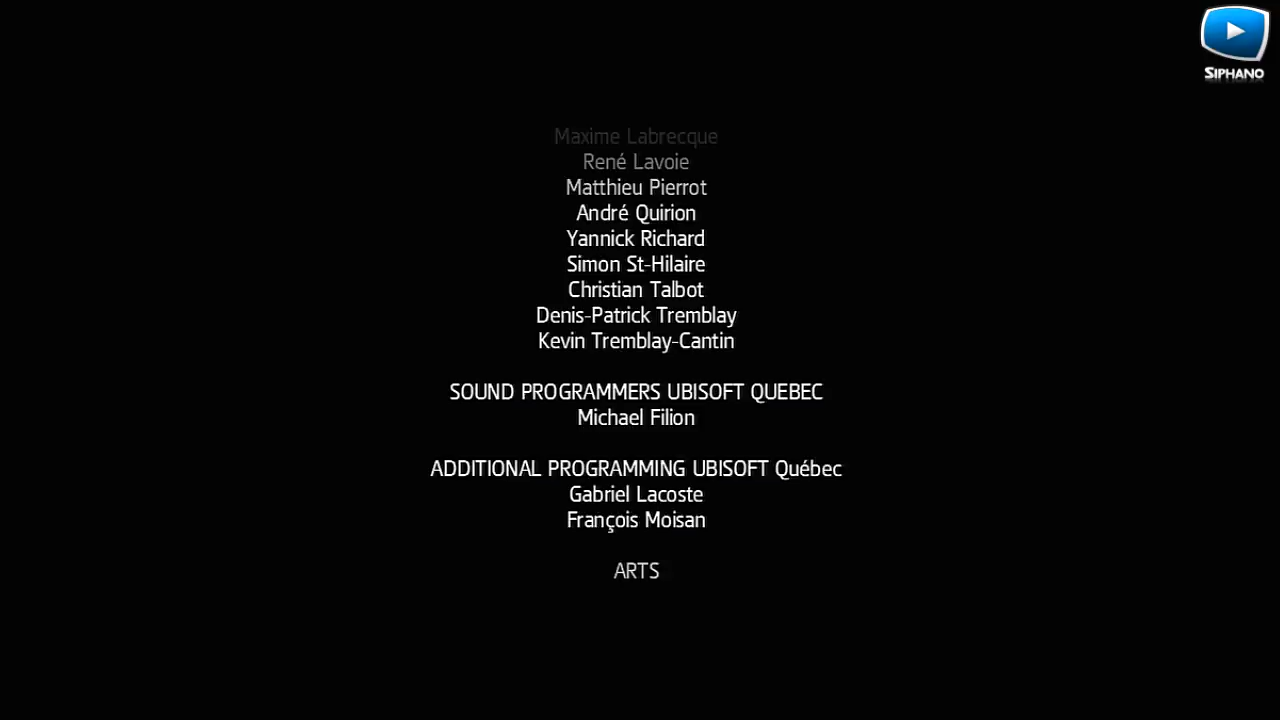 SIPHANO
Maxime Labrecque
René Lavoie
Matthieu Pierrot
André Quirion
Yannick Richard
Simon St-Hilaire
Christian Talbot
Denis-Patrick Tremblay
Kevin Tremblay-Cantin
SOUND PROGRAMMERS UBISOFT QUEBEC
Michael Filion
ADDITIONAL PROGRAMMING UBISOFT Québec
Gabriel Lacoste
François Moisan
ARTS